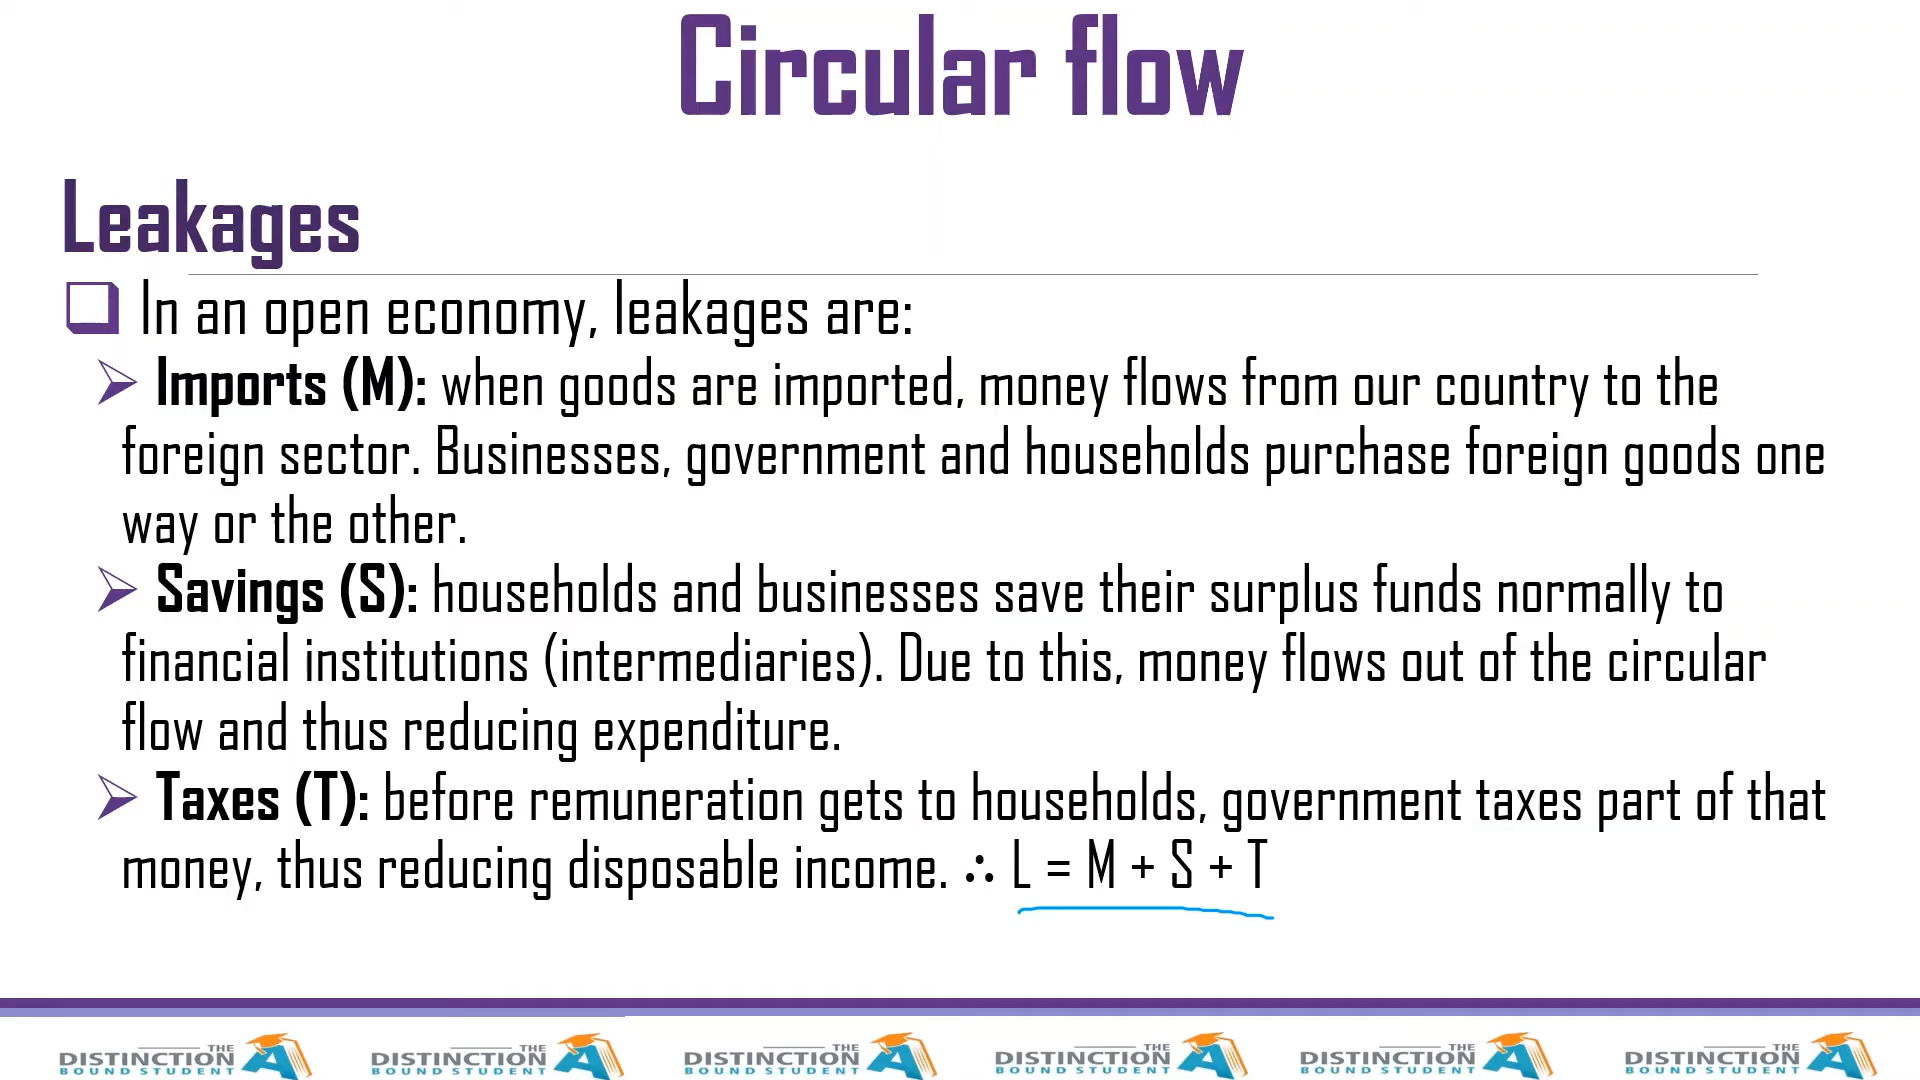 Circular flow
Leakages
❑ In an open economy, leakages are:
➢ Imports (M): when goods are imported, money flows from our country to the
foreign sector. Businesses, government and households purchase foreign goods one
way or the other.
➢ Savings (S): households and businesses save their surplus funds normally to
financial institutions (intermediaries). Due to this, money flows out of the circular
flow and thus reducing expenditure.
➢ Taxes (T): before remuneration gets to households, government taxes part of that
money, thus reducing disposable income. ∴ L = M + S + T
THE DISTINCTION BOUND STUDENT A
THE DISTINCTION BOUND STUDENT A
THE DISTINCTION BOUND STUDENT A
THE DISTINCTION BOUND STUDENT A
THE DISTINCTION BOUND STUDENT A
THE DISTINCTION BOUND STUDENT A